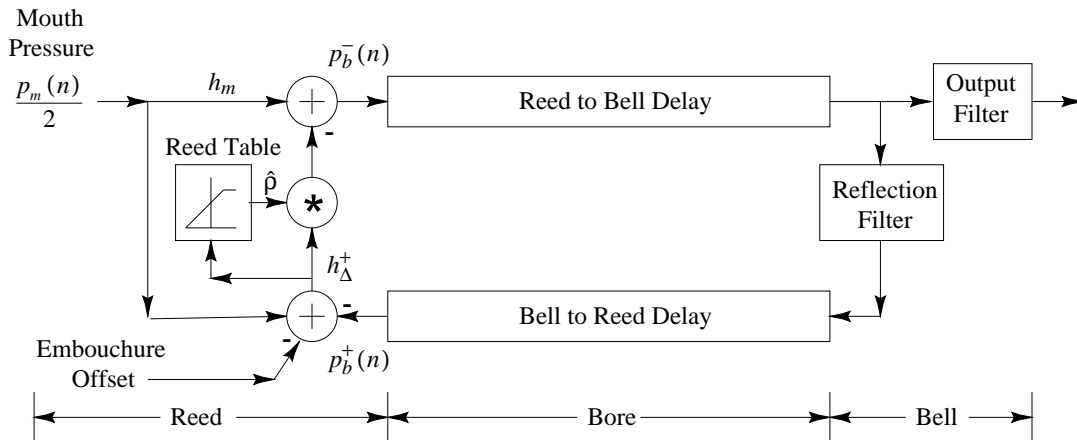 Mouth
Pressure
p_m(n)
2
h_m
p_b^-(n)
Reed to Bell Delay
Output
Filter
-
Reed Table
ρ̂
*
Reflection
Filter
h_Δ^+
+
+
-
-
Bell to Reed Delay
p_b^+(n)
Embouchure
Offset
Reed
Bore
Bell